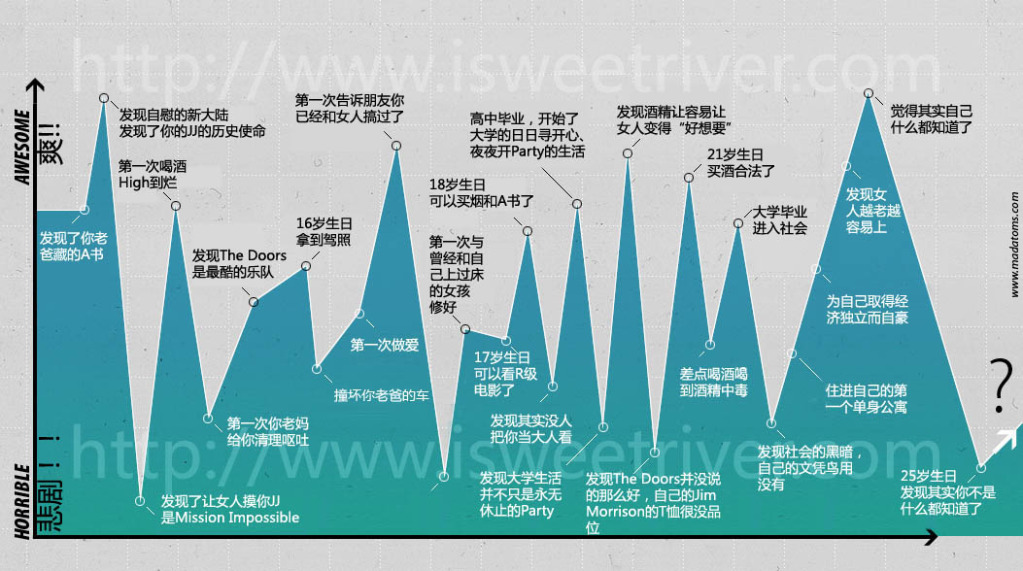 http://www.isweetriver.com
AWESOME
爽!!
发现自慰的新大陆
发现了你的JJ的历史使命
第一次喝酒
High到烂
发现了你老
爸藏的A书
发现The Doors
是最酷的乐队
16岁生日
拿到驾照
第一次告诉朋友你
已经和女人搞过了
第一次做爱
撞坏你老爸的车
第一次你老妈
给你清理呕吐
发现了让女人摸你JJ
是Mission Impossible
第一次与
曾经和自
己上过床
的女孩
修好
18岁生日
可以买烟和A书了
17岁生日
可以看R级
电影了
高中毕业，开始了
大学的日日寻开心、
夜夜开Party的生活
发现其实没人
把你当大人看
发现大学生活
并不只是永无
休止的Party
发现酒精让容易让
女人变得“好想要”
发现The Doors并没说
的那么好，自己的Jim
Morrison的T恤很没品
位
21岁生日
买酒合法了
差点喝酒喝
到酒精中毒
大学毕业
进入社会
发现社会的黑暗，
自己的文凭鸟用
没有
住进自己的第
一个单身公寓
为自己取得经
济独立而自豪
发现女
人越老越
容易上
觉得其实自己
什么都知道了
25岁生日
发现其实你不是
什么都知道了
?
www.madatoms.com
http://www.isweetriver.com
HORRIBLE
悲剧！！